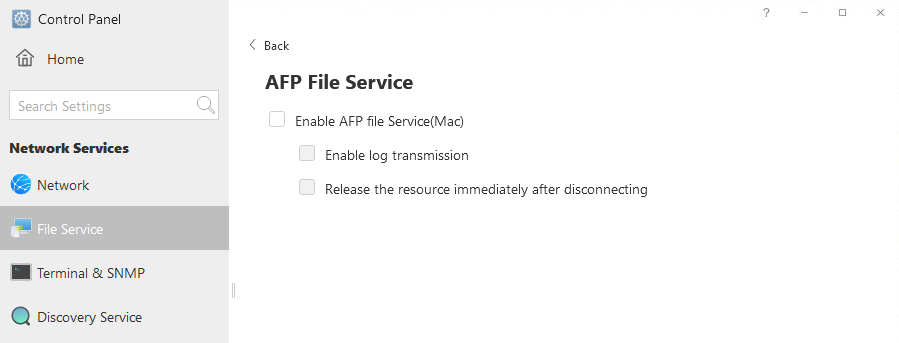 Control Panel
?
Home
Back
AFP File Service
Search Settings
Enable AFP file Service(Mac)
Network Services
Enable log transmission
Network
Release the resource immediately after disconnecting
File Service
Terminal & SNMP
Discovery Service